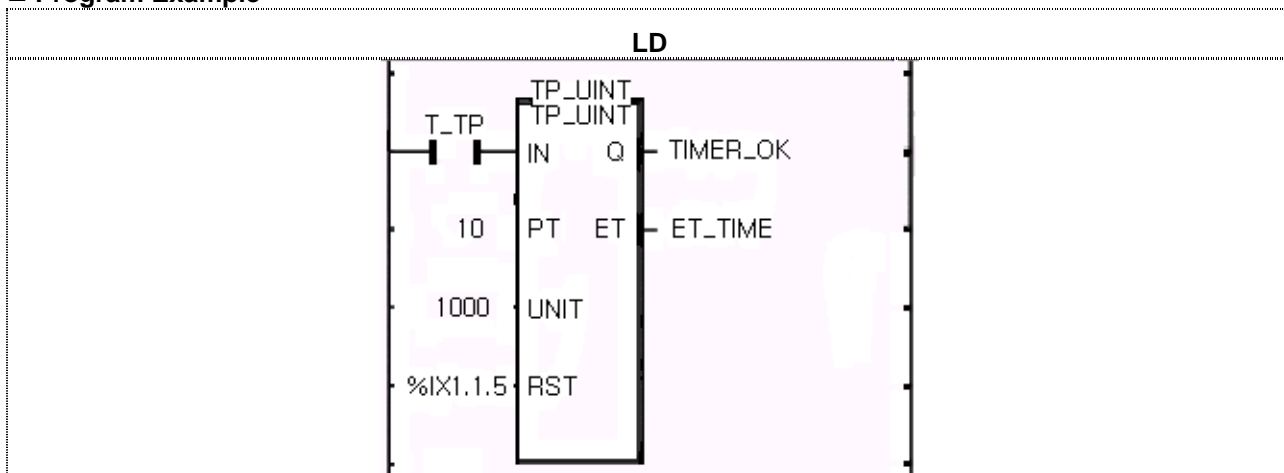 ■ Program Example
LD
TP_UINT
TP_UINT
T_TP
IN Q TIMER_OK
10 PT ET ET_TIME
1000 UNIT
%IX1.1.5 RST